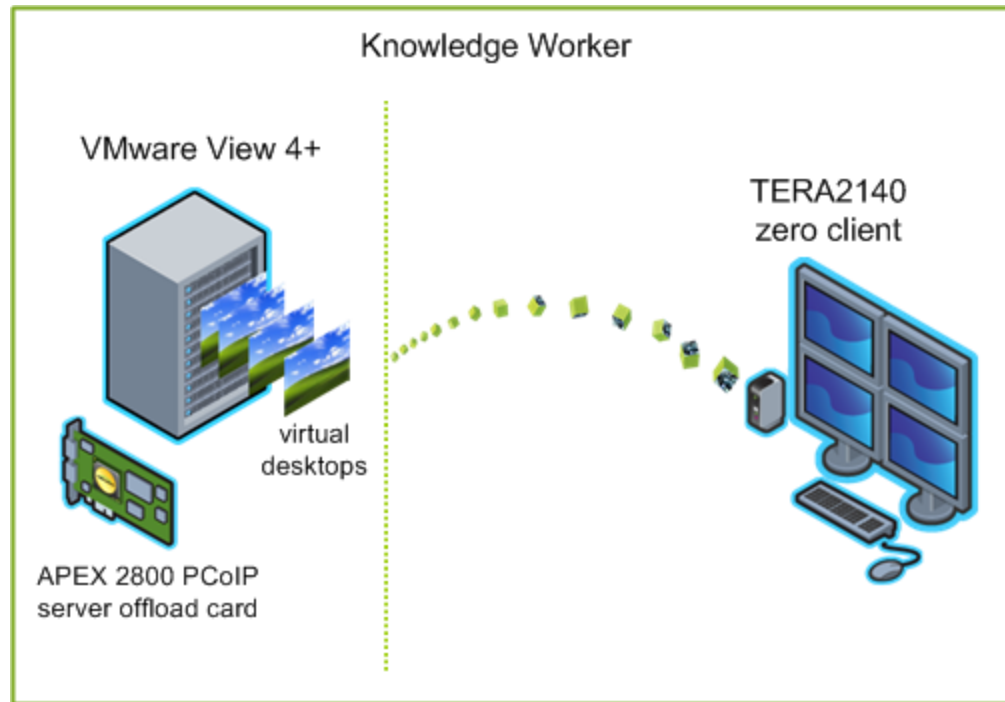 Knowledge Worker
VMware View 4+
TERA2140
zero client
virtual
desktops
APEX 2800 PCoIP
server offload card